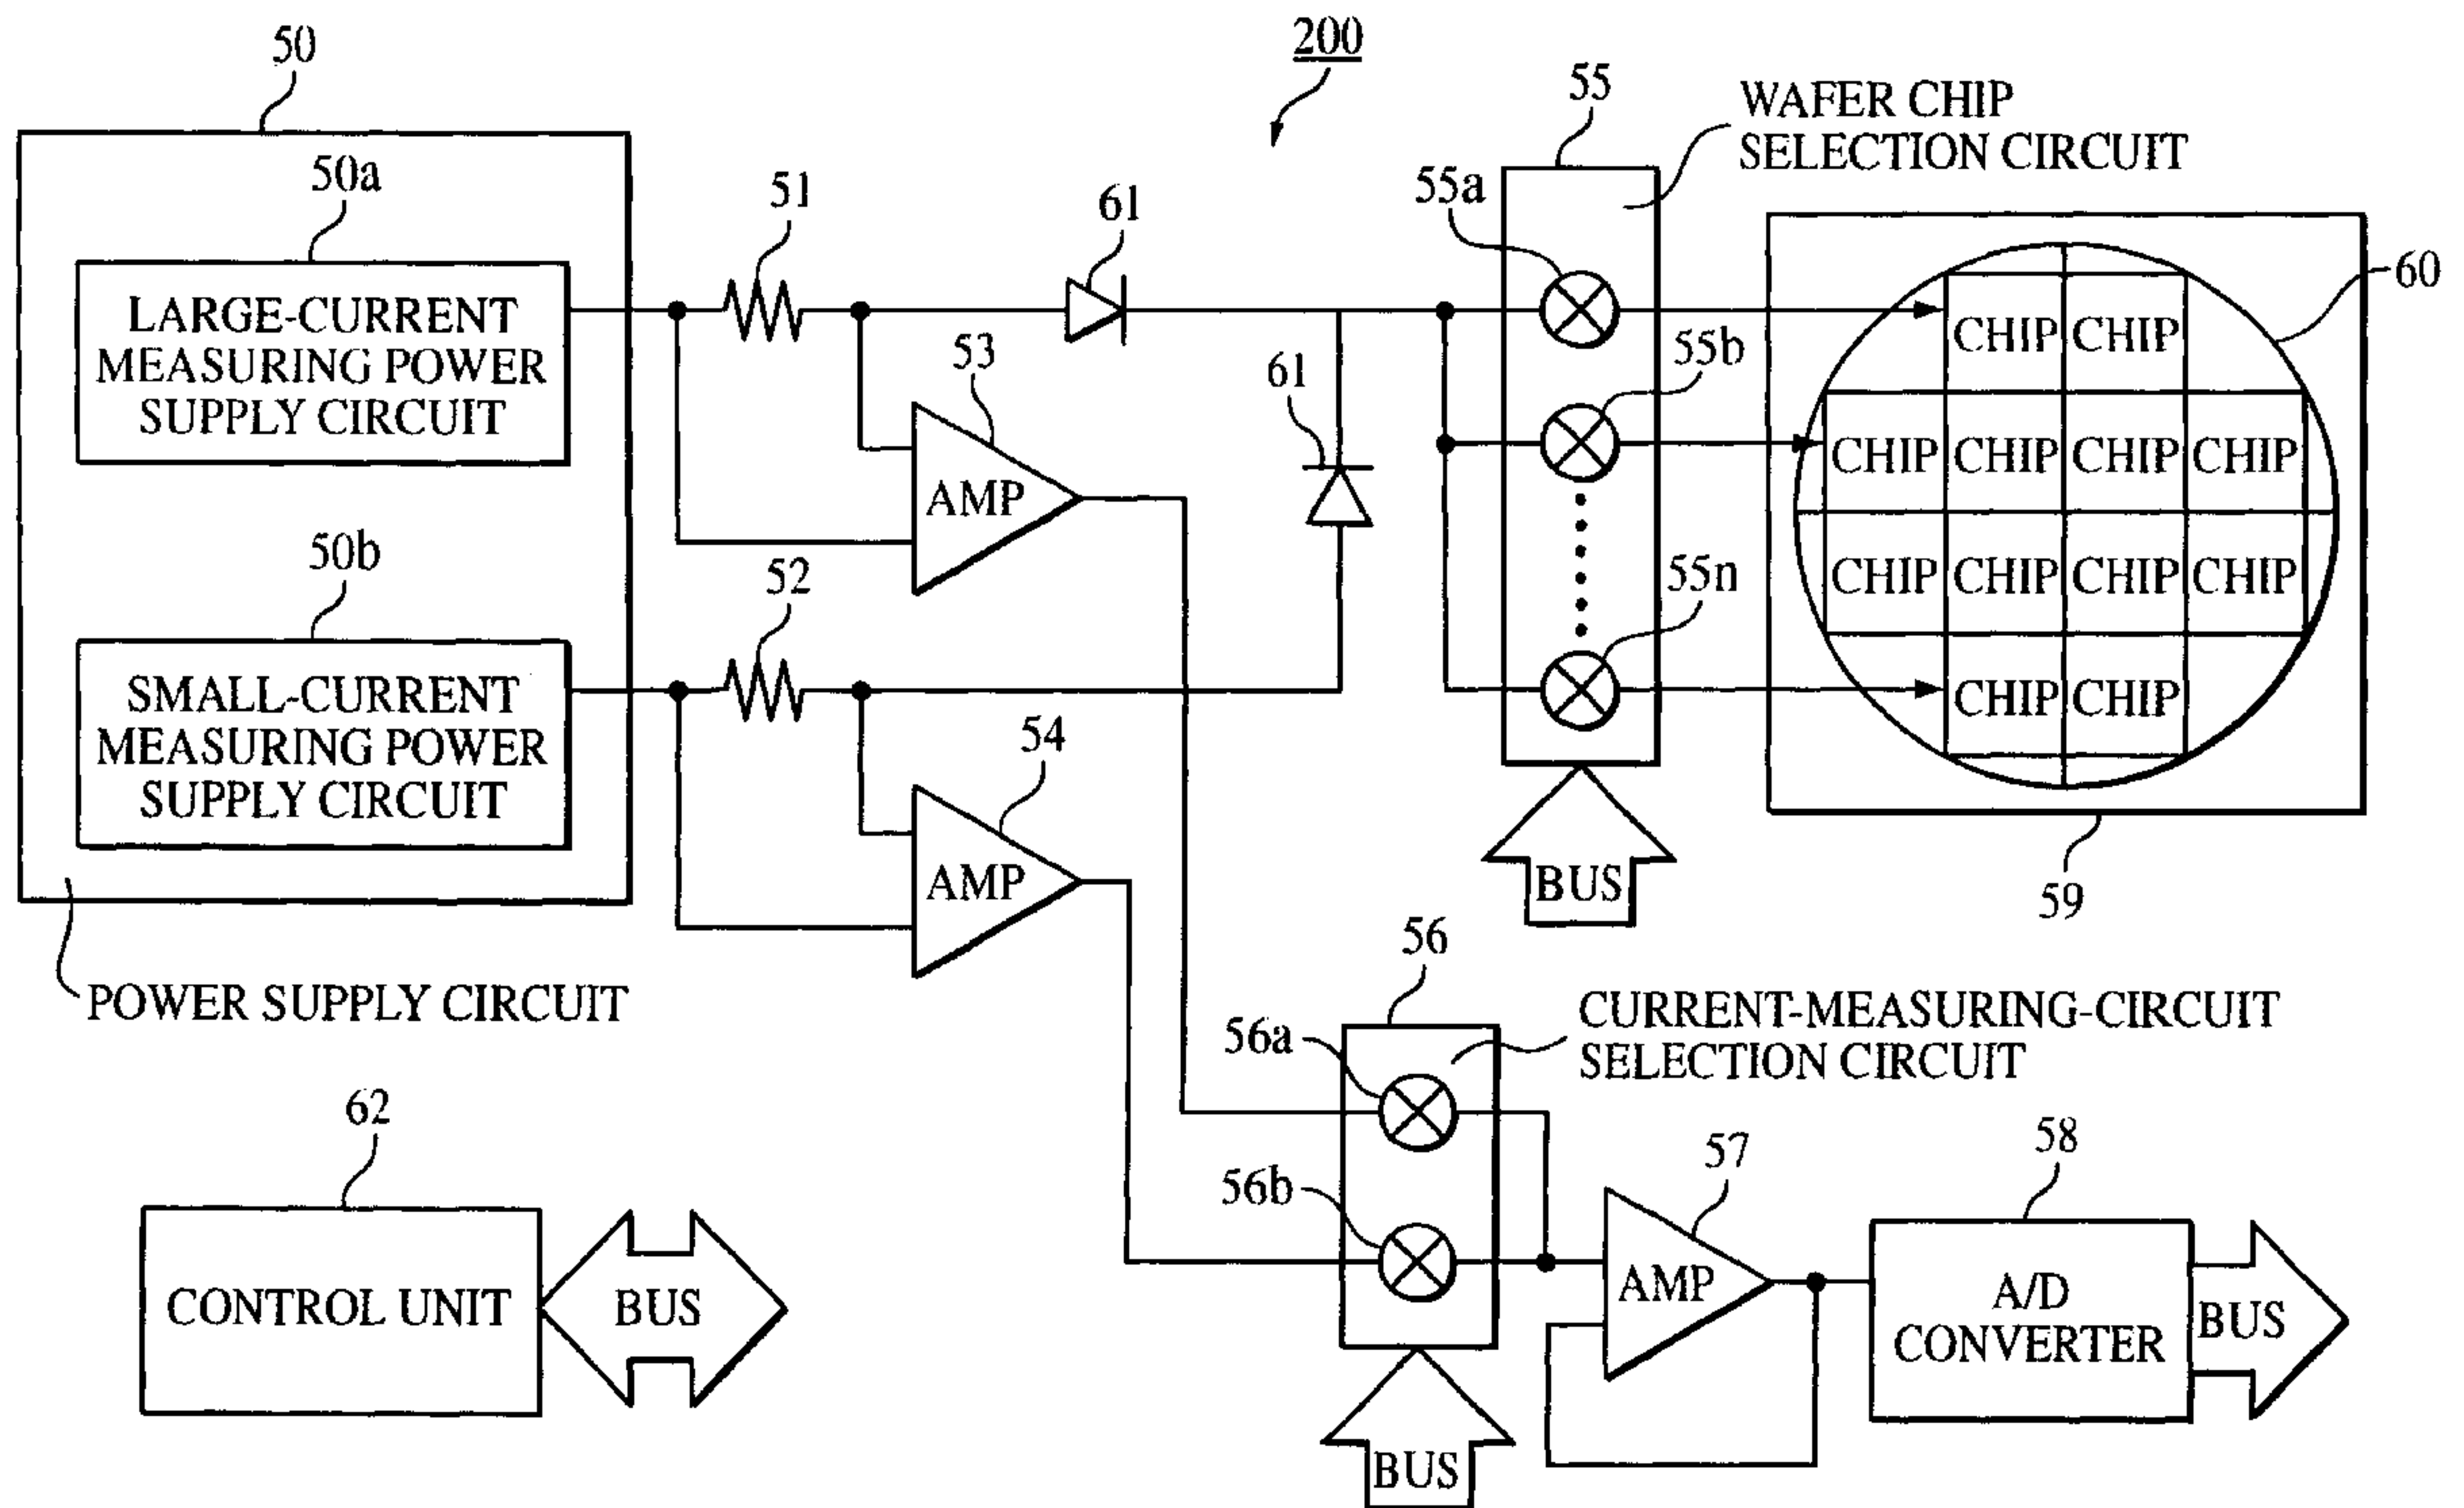 200
50
55
WAFER CHIP
SELECTION CIRCUIT
50a
51
61
55a
60
LARGE-CURRENT
MEASURING POWER
SUPPLY CIRCUIT
53
61
55b
CHIP CHIP
AMP
CHIP CHIP CHIP CHIP
50b
52
55n
CHIP CHIP CHIP CHIP
SMALL-CURRENT
MEASURING POWER
SUPPLY CIRCUIT
54
CHIP CHIP
AMP
BUS
59
POWER SUPPLY CIRCUIT
56
CURRENT-MEASURING-CIRCUIT
SELECTION CIRCUIT
56a
62
57
58
56b
CONTROL UNIT
BUS
AMP
A/D
CONVERTER
BUS
BUS